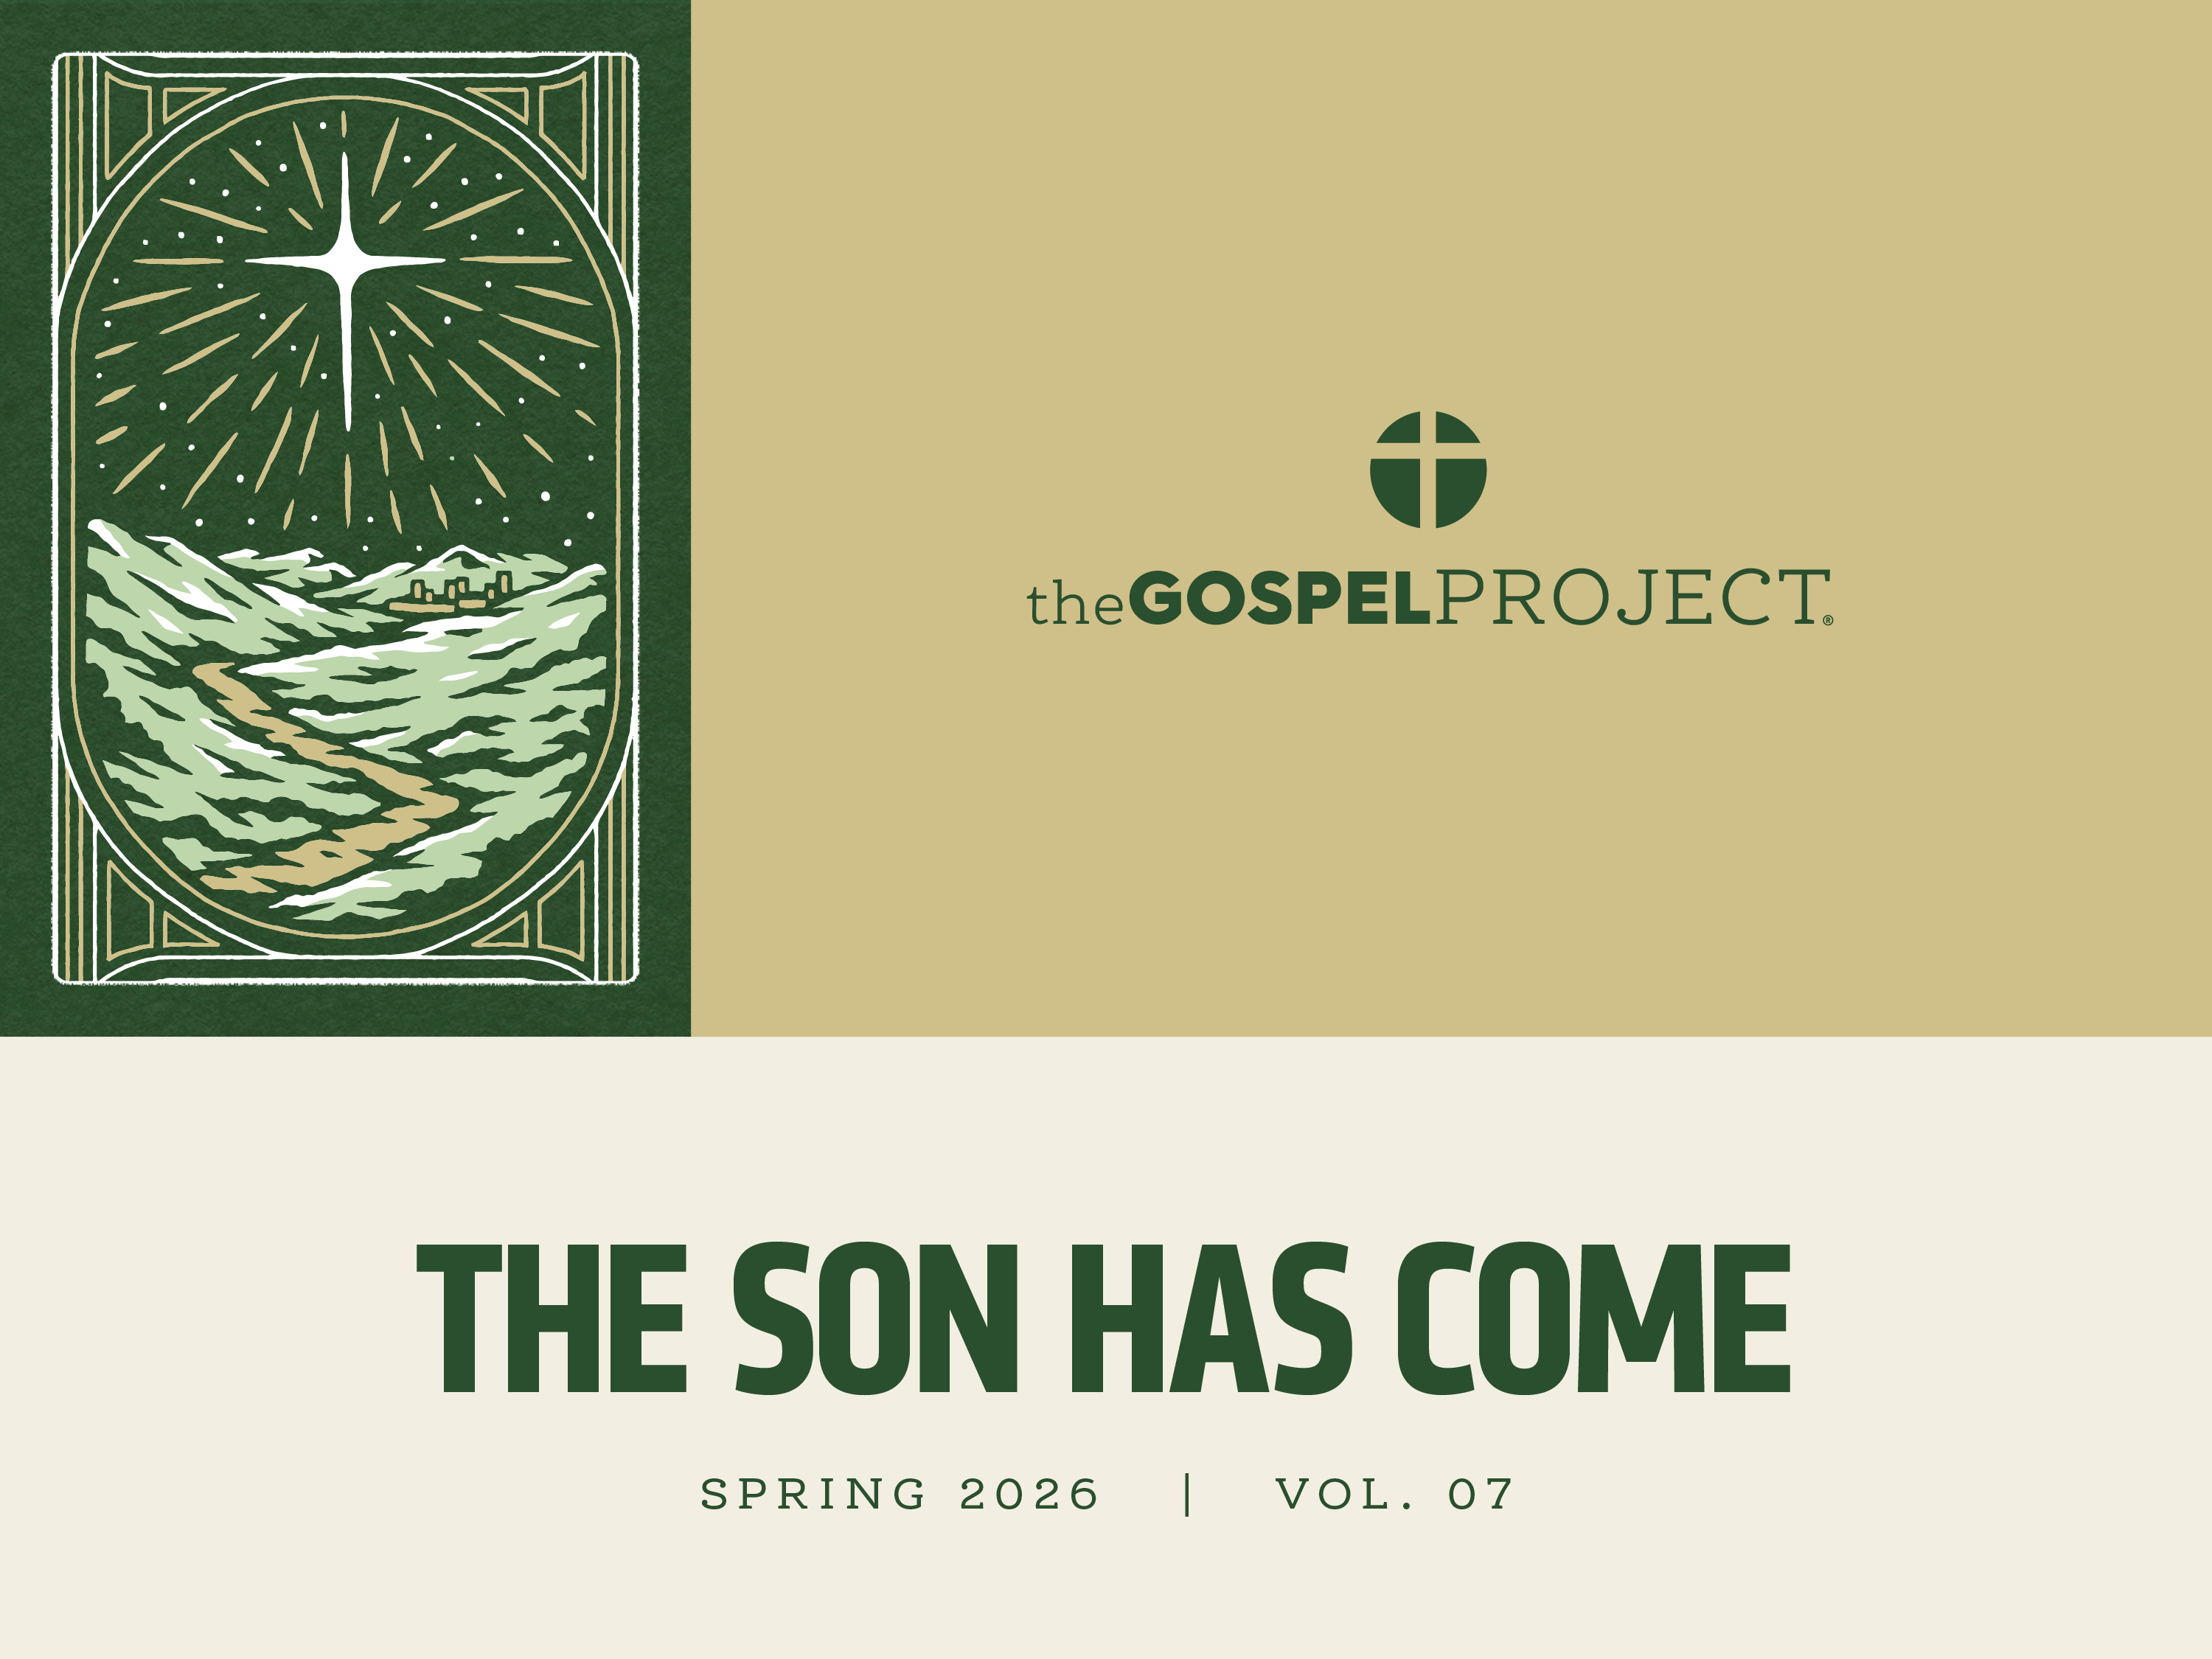 theGOSPELPROJECT®
THE SON HAS COME
SPRING 2026 | VOL. 07